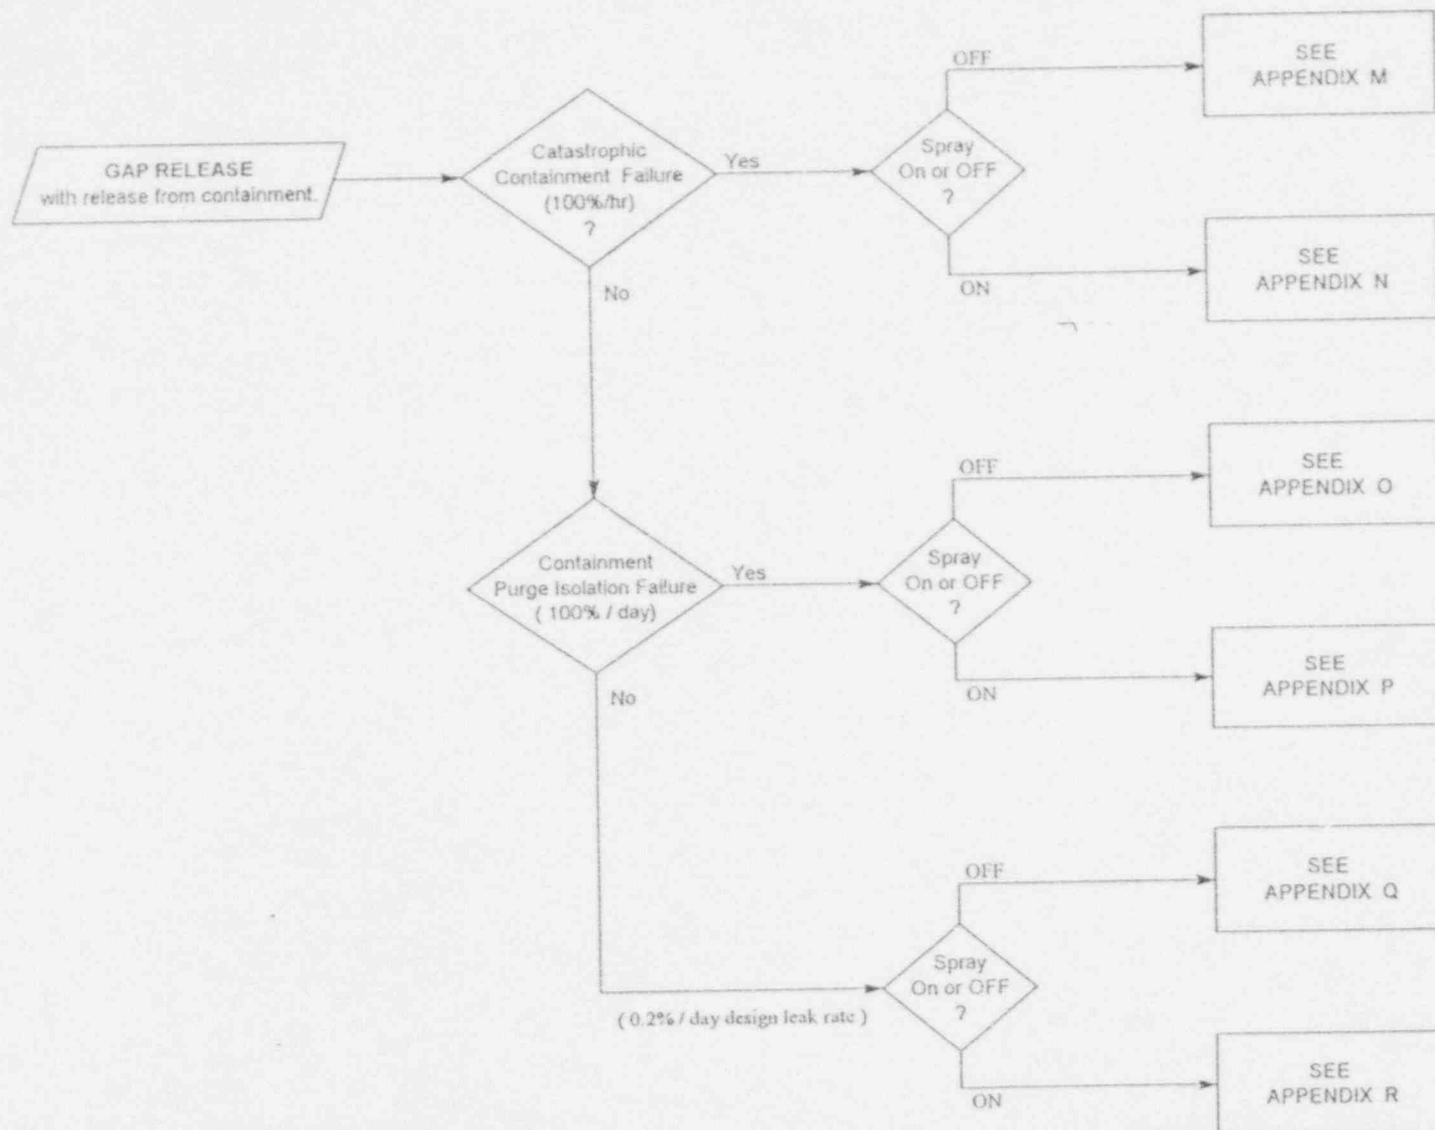 GAP RELEASE
with release from containment.
Catastrophic
Containment Failure
(100%/hr)
?
Yes
No
Spray
On or OFF
?
OFF
SEE
APPENDIX M
ON
SEE
APPENDIX N
Containment
Purge Isolation Failure
( 100% / day)
Yes
No
Spray
On or OFF
?
OFF
SEE
APPENDIX O
ON
SEE
APPENDIX P
( 0.2% / day design leak rate )
Spray
On or OFF
?
OFF
SEE
APPENDIX Q
ON
SEE
APPENDIX R